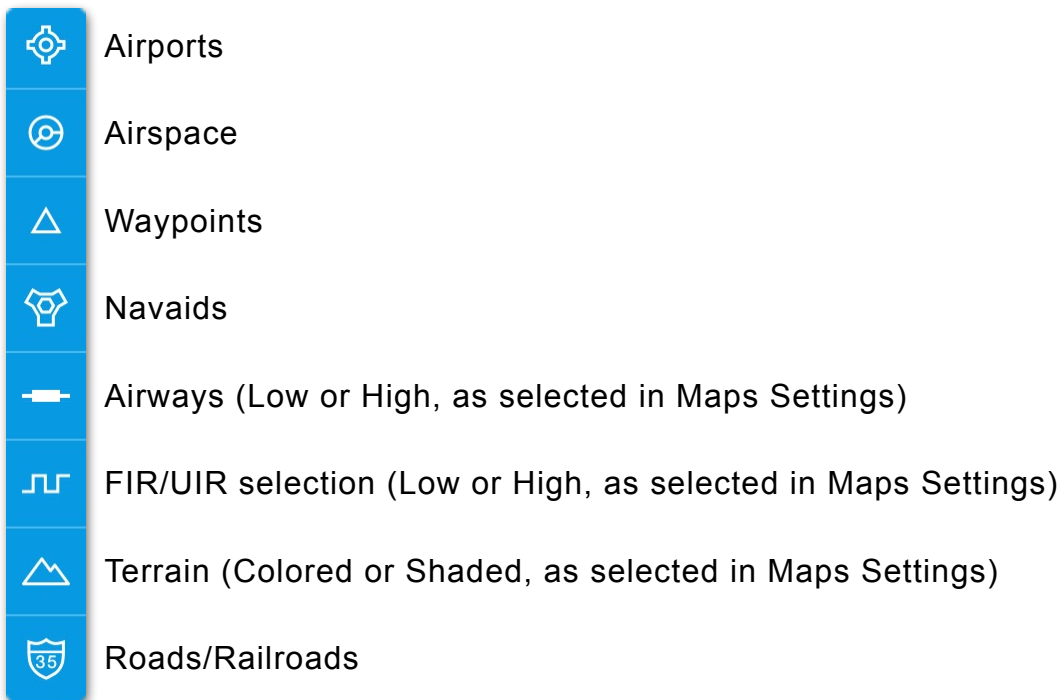 Airports
Airspace
Waypoints
Navaids
Airways (Low or High, as selected in Maps Settings)
FIR/UIR selection (Low or High, as selected in Maps Settings)
Terrain (Colored or Shaded, as selected in Maps Settings)
35 Roads/Railroads